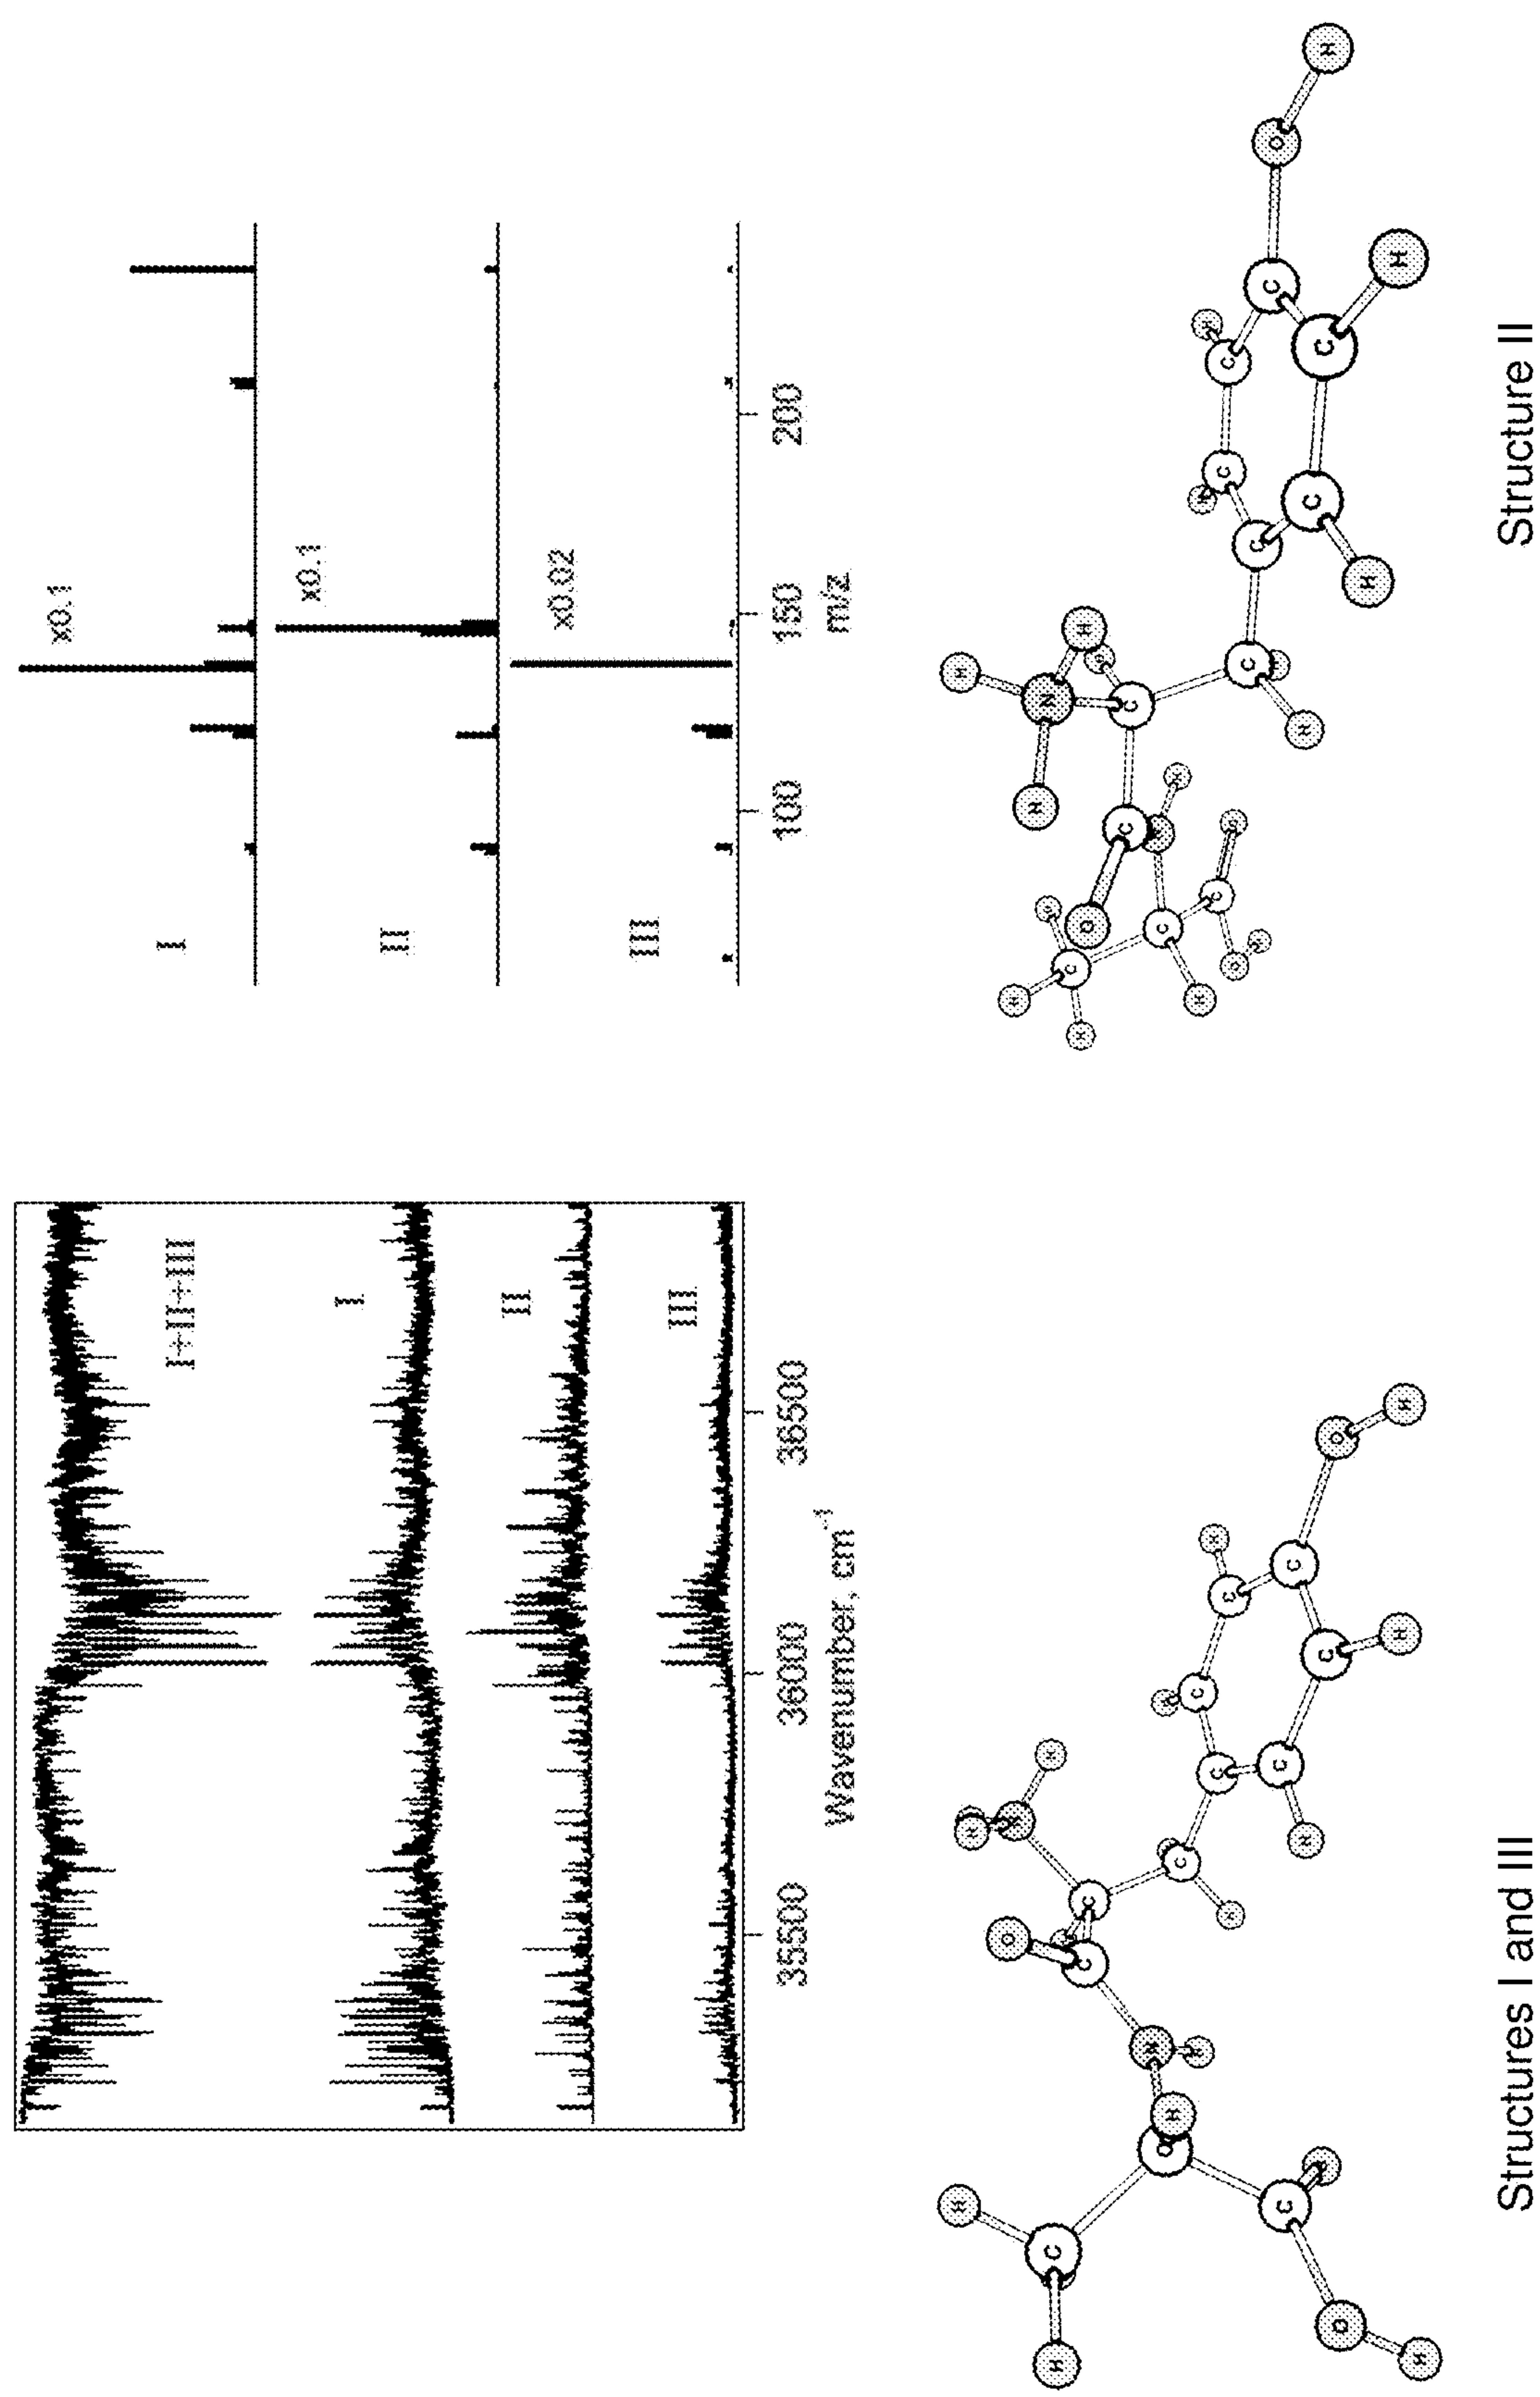 I+II+III
I
II
III
35500
36000
36500
Wavenumber, cm⁻¹
I
x0.1
II
x0.1
III
x0.02
100
150
200
m/z
Structures I and III
Structure II